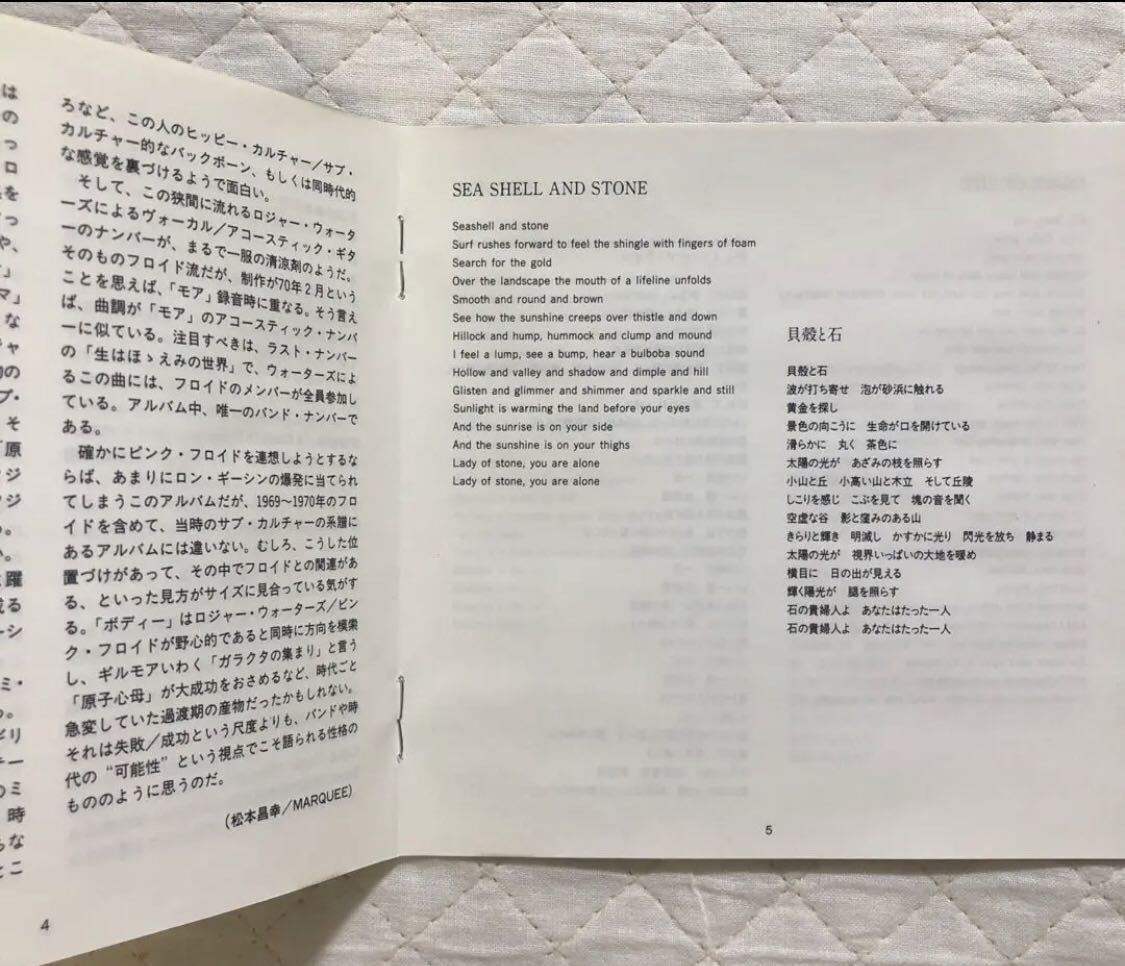 は
の
っ
ロ
を
っ
や、
」
マ」
な
ャ
の
プ・
そ
「原
ジ
ジ
。
い。
躍
成る
ーシ
ミ・
。
ギリ
テー
のミ
時
らな
とこ
4
ろなど、この人のヒッピー・カルチャー/サブ・
カルチャー的なバックボーン、もしくは同時代的
な感覚を裏づけるようで面白い。
そして、この狭間に流れるロジャー・ウォータ
ーズによるヴォーカル/アコースティック・ギタ
ーのナンバーが、まるで一服の清涼剤のようだ。
そのものフロイド流だが、制作が70年2月という
ことを思えば、「モア」録音時に重なる。そう言え
ば、曲調が「モア」のアコースティック・ナンバ
ーに似ている。注目すべきは、ラスト・ナンバー
の「生はほゝえみの世界」で、ウォーターズによ
るこの曲には、フロイドのメンバーが全員参加し
ている。アルバム中、唯一のバンド・ナンバーで
ある。
確かにピンク・フロイドを連想しようとするな
らば、あまりにロン・ギーシンの爆発に当てられ
てしまうこのアルバムだが、1969〜1970年のフロ
イドを含めて、当時のサブ・カルチャーの系譜に
あるアルバムには違いない。むしろ、こうした位
置づけがあって、その中でフロイドとの関連があ
る、といった見方がサイズに見合っている気がす
る。「ボディー」はロジャー・ウォーターズ/ピン
ク・フロイドが野心的であると同時に方向を模索
し、ギルモアいわく「ガラクタの集まり」と言う
「原子心母」が大成功をおさめるなど、時代ごと
急変していた過渡期の産物だったかもしれない。
それは失敗/成功という尺度よりも、バンドや時
代の“可能性”という視点でこそ語られる性格の
もののように思うのだ。
(松本昌幸/MARQUEE)
SEA SHELL AND STONE
Seashell and stone
Surf rushes forward to feel the shingle with fingers of foam
Search for the gold
Over the landscape the mouth of a lifeline unfolds
Smooth and round and brown
See how the sunshine creeps over thistle and down
Hillock and hump, hummock and clump and mound
I feel a lump, see a bump, hear a bulboba sound
Hollow and valley and shadow and dimple and hill
Glisten and glimmer and shimmer and sparkle and still
Sunlight is warming the land before your eyes
And the sunrise is on your side
And the sunshine is on your thighs
Lady of stone, you are alone
Lady of stone, you are alone
貝殻と石
貝殻と石
波が打ち寄せ 泡が砂浜に触れる
黄金を探し
景色の向こうに 生命が口を開けている
滑らかに 丸く 茶色に
太陽の光が あざみの枝を照らす
小山と丘 小高い山と木立 そして丘陵
しこりを感じ こぶを見て 塊の音を聞く
空虚な谷 影と窪みのある山
きらりと輝き 明滅し かすかに光り 閃光を放ち 静まる
太陽の光が 視界いっぱいの大地を暖め
横目に 日の出が見える
輝く陽光が 腿を照らす
石の貴婦人よ あなたはたった一人
石の貴婦人よ あなたはたった一人
5